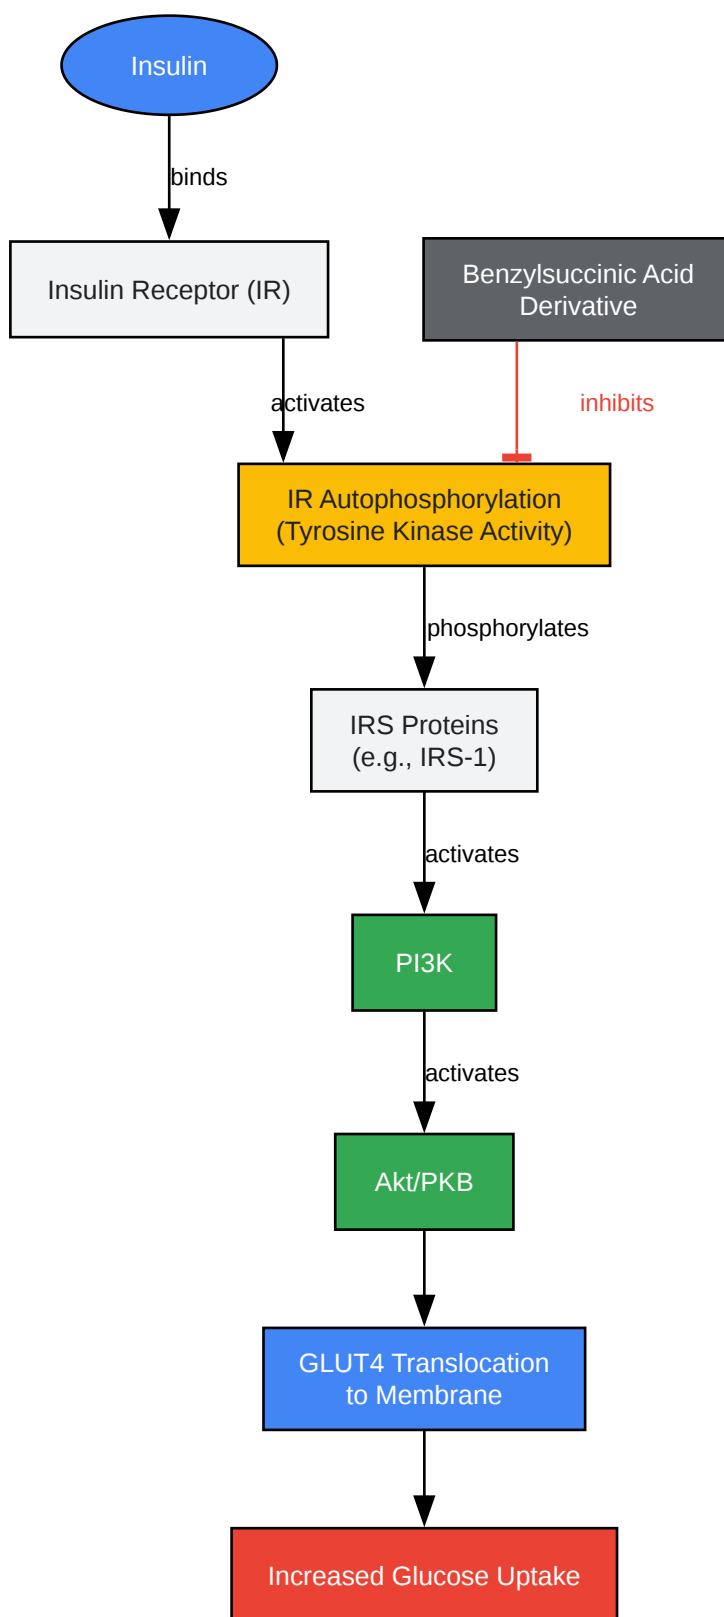 Insulin
binds
Insulin Receptor (IR)
Benzylsuccinic Acid
Derivative
activates
inhibits
IR Autophosphorylation
(Tyrosine Kinase Activity)
phosphorylates
IRS Proteins
(e.g., IRS-1)
activates
PI3K
activates
Akt/PKB
GLUT4 Translocation
to Membrane
Increased Glucose Uptake